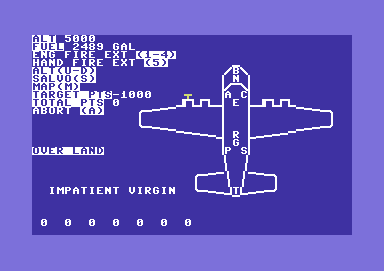 ALT 5000
FUEL 2489 GAL
ENG FIRE EXT (1-4)
HAND FIRE EXT (5)
ALT(U-D)
SALVO(S)
MAP(M)
TARGET PTS-1000
TOTAL PTS 0
ABORT (A)
B
N
A C
E
R
G
P S
T
OVER LAND
IMPATIENT VIRGIN
0 0 0 0 0 0 0